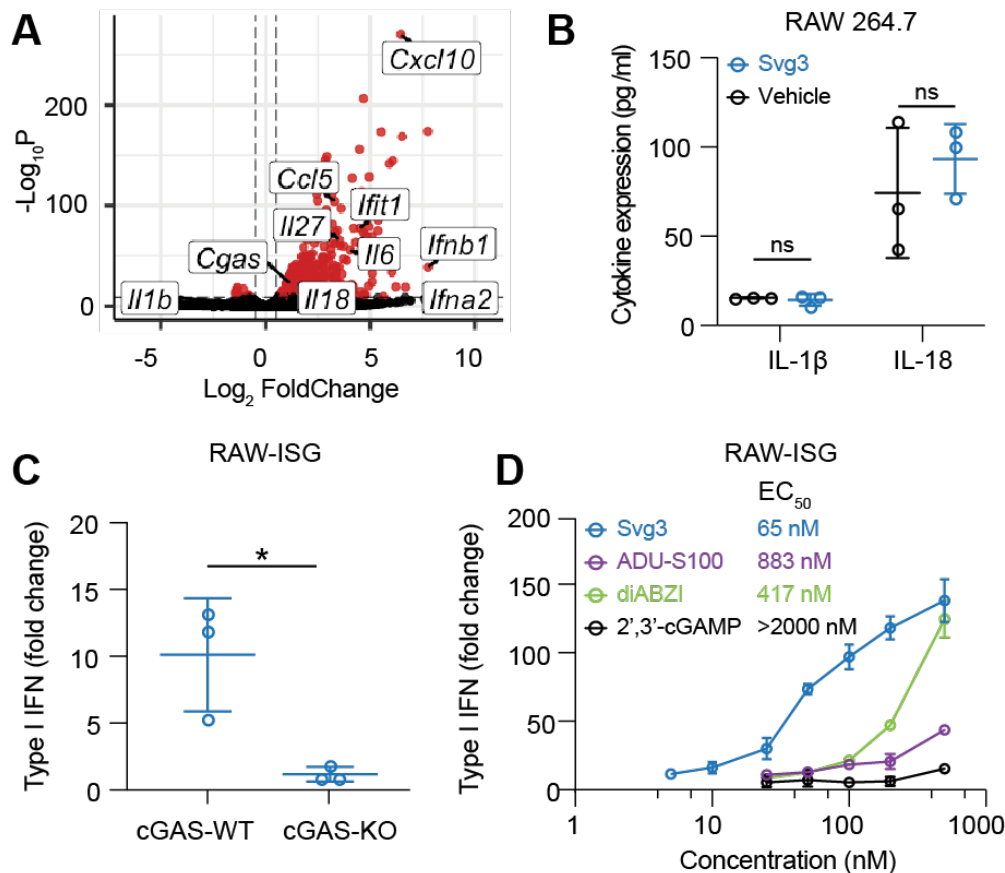 A
-Log10P
200
100
0
Cxcl10
Ccl5
Ifit1
Il27
Il6
Ifnb1
Cgas
Il1b
Il18
Ifna2
-5
0
5
10
Log2 FoldChange
B
RAW 264.7
Svg3
Vehicle
Cytokine expression (pg /ml)
150
100
50
0
ns
ns
IL-1β
IL-18
C
RAW-ISG
Type I IFN (fold change)
20
15
10
5
0
*
cGAS-WT
cGAS-KO
D
RAW-ISG
EC50
Svg3 65 nM
ADU-S100 883 nM
diABZI 417 nM
2',3'-cGAMP >2000 nM
Type I IFN (fold change)
200
150
100
50
0
1
10
100
1000
Concentration (nM)